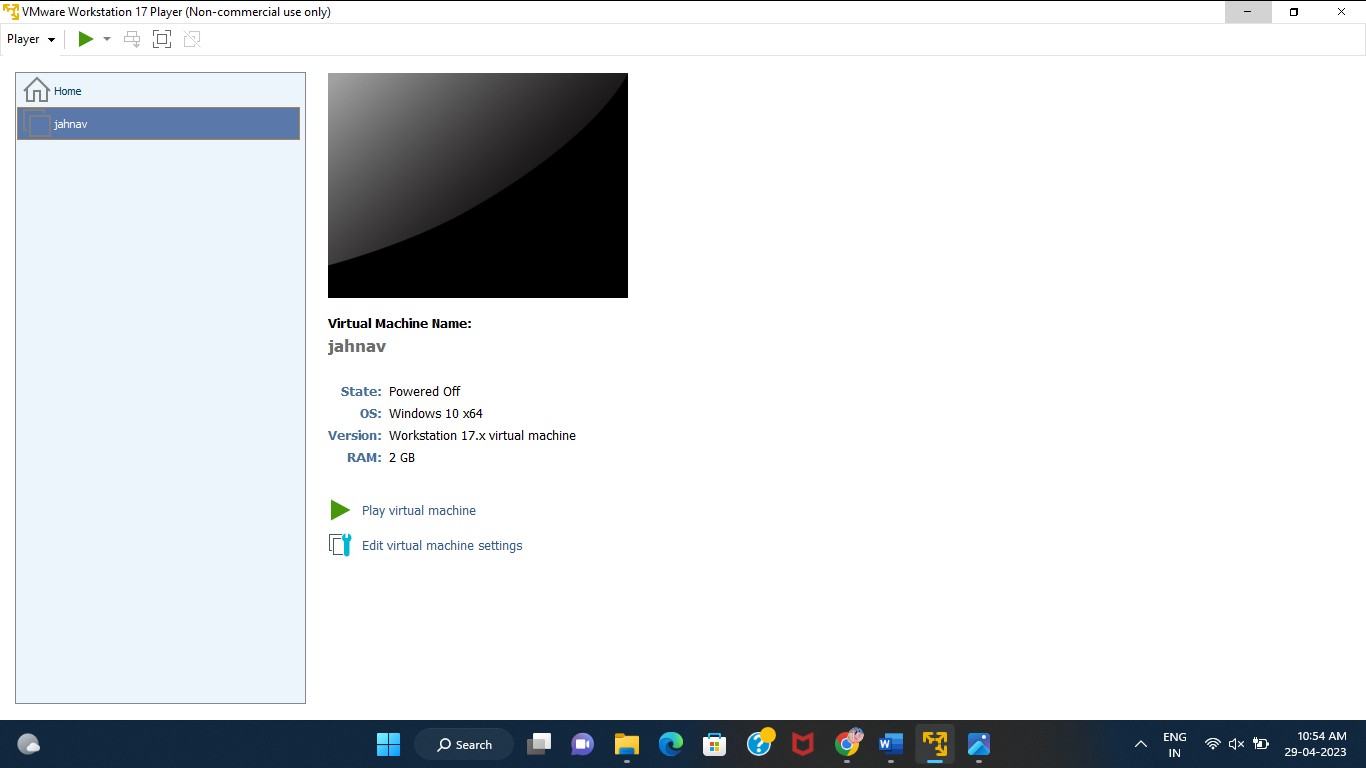 VMware Workstation 17 Player (Non-commercial use only)
Player
Home
jahnav
Virtual Machine Name:
jahnav
State: Powered Off
OS: Windows 10 x64
Version: Workstation 17.x virtual machine
RAM: 2 GB
Play virtual machine
Edit virtual machine settings
Search
ENG
IN
10:54 AM
29-04-2023